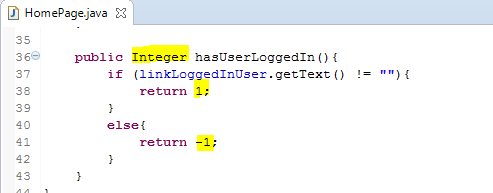 HomePage.java
35
36 public Integer hasUserLoggedIn(){
37 if (linkLoggedInUser.getText() != ""){
38 return 1;
39 }
40 else{
41 return -1;
42 }
43 }
44 }